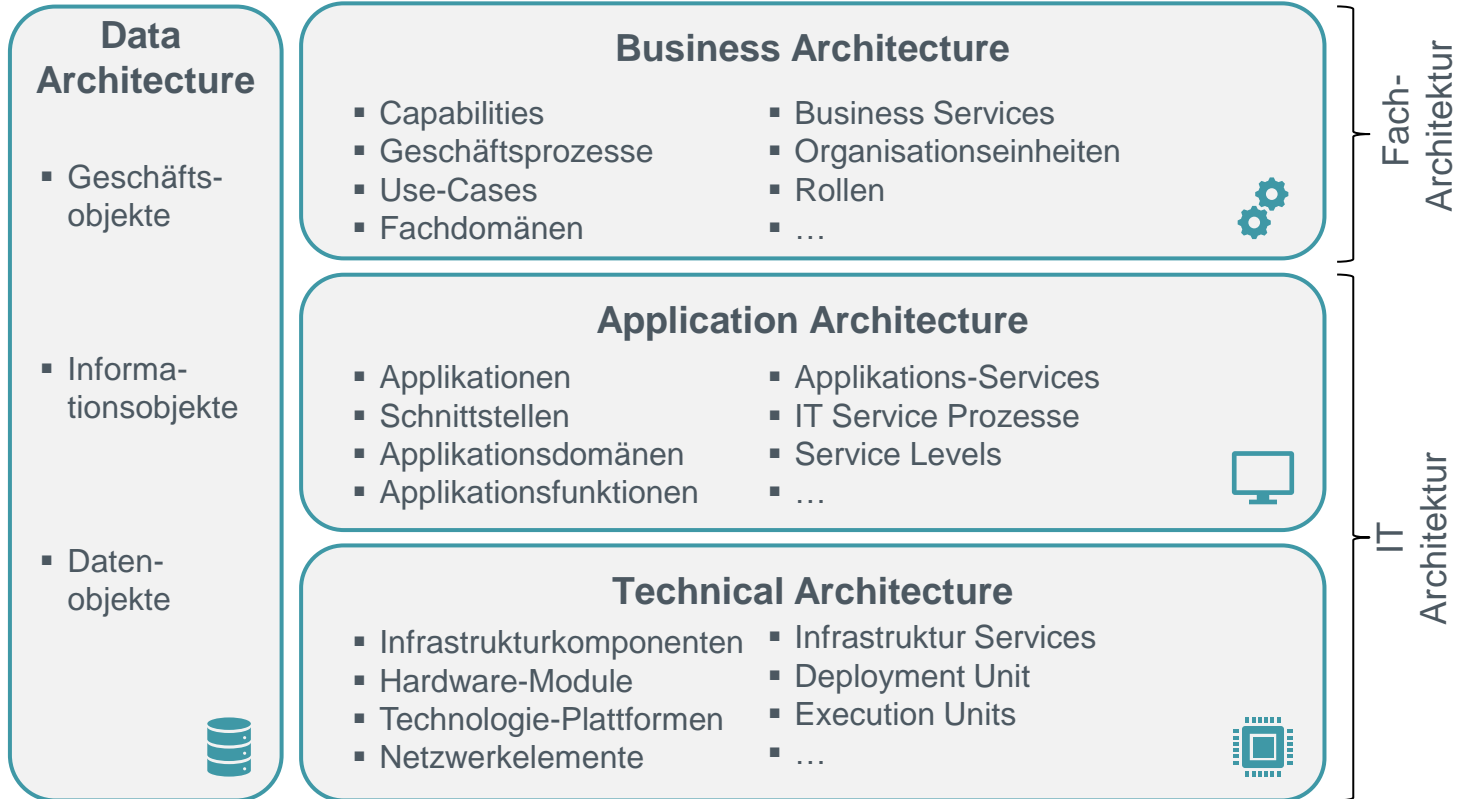 Data
Architecture
▪ Geschäfts-
objekte
▪ Informa-
tionsobjekte
▪ Daten-
objekte
Business Architecture
▪ Capabilities
▪ Geschäftsprozesse
▪ Use-Cases
▪ Fachdomänen
▪ Business Services
▪ Organisationseinheiten
▪ Rollen
▪ …
Application Architecture
▪ Applikationen
▪ Schnittstellen
▪ Applikationsdomänen
▪ Applikationsfunktionen
▪ Applikations-Services
▪ IT Service Prozesse
▪ Service Levels
▪ …
Technical Architecture
▪ Infrastrukturkomponenten
▪ Hardware-Module
▪ Technologie-Plattformen
▪ Netzwerkelemente
▪ Infrastruktur Services
▪ Deployment Unit
▪ Execution Units
▪ …
Fach-
Architektur
IT
Architektur